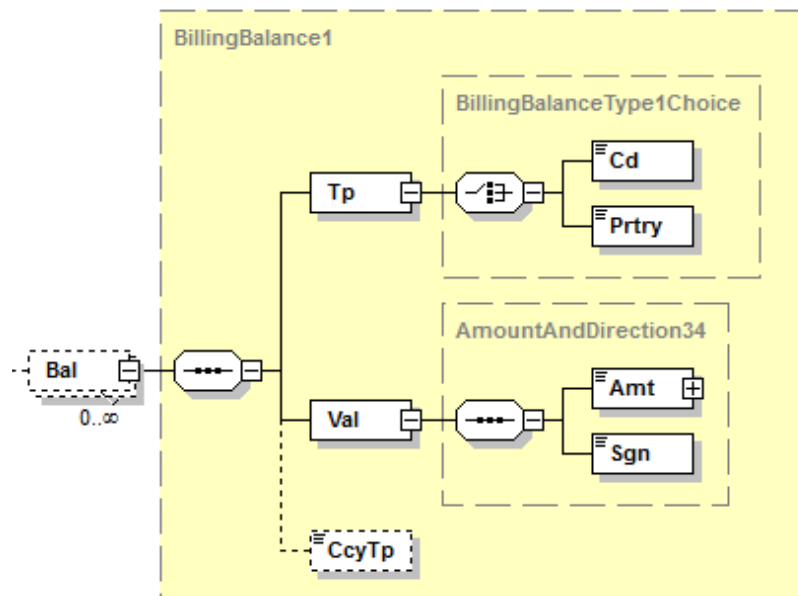 BillingBalance1
BillingBalanceType1Choice
Cd
Tp
Prtry
AmountAndDirection34
Bal
0..∞
Amt
Val
Sgn
CcyTp